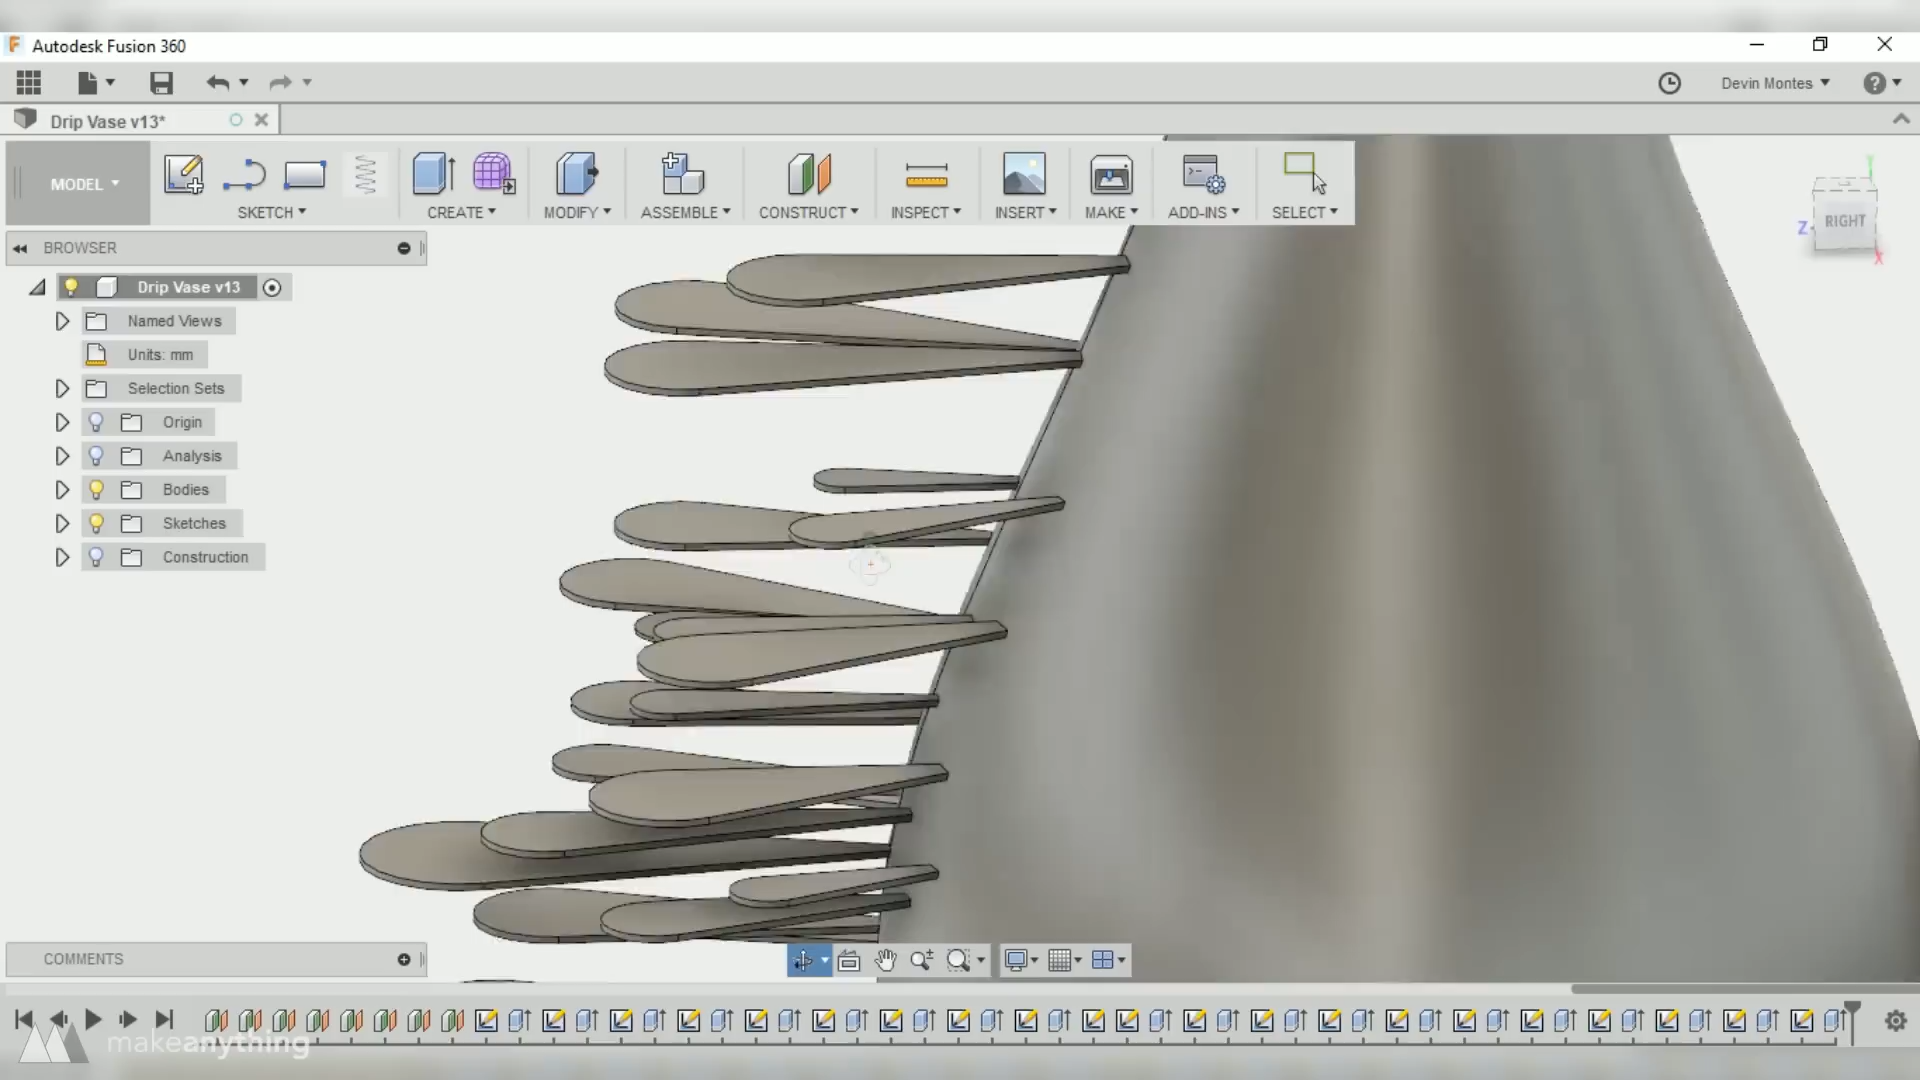 Autodesk Fusion 360
Devin Montes
Drip Vase v13*
MODEL
SKETCH
CREATE
MODIFY
ASSEMBLE
CONSTRUCT
INSPECT
INSERT
MAKE
ADD-INS
SELECT
RIGHT
Z
Y
X
BROWSER
Drip Vase v13
Named Views
Units: mm
Selection Sets
Origin
Analysis
Bodies
Sketches
Construction
COMMENTS
makeanything